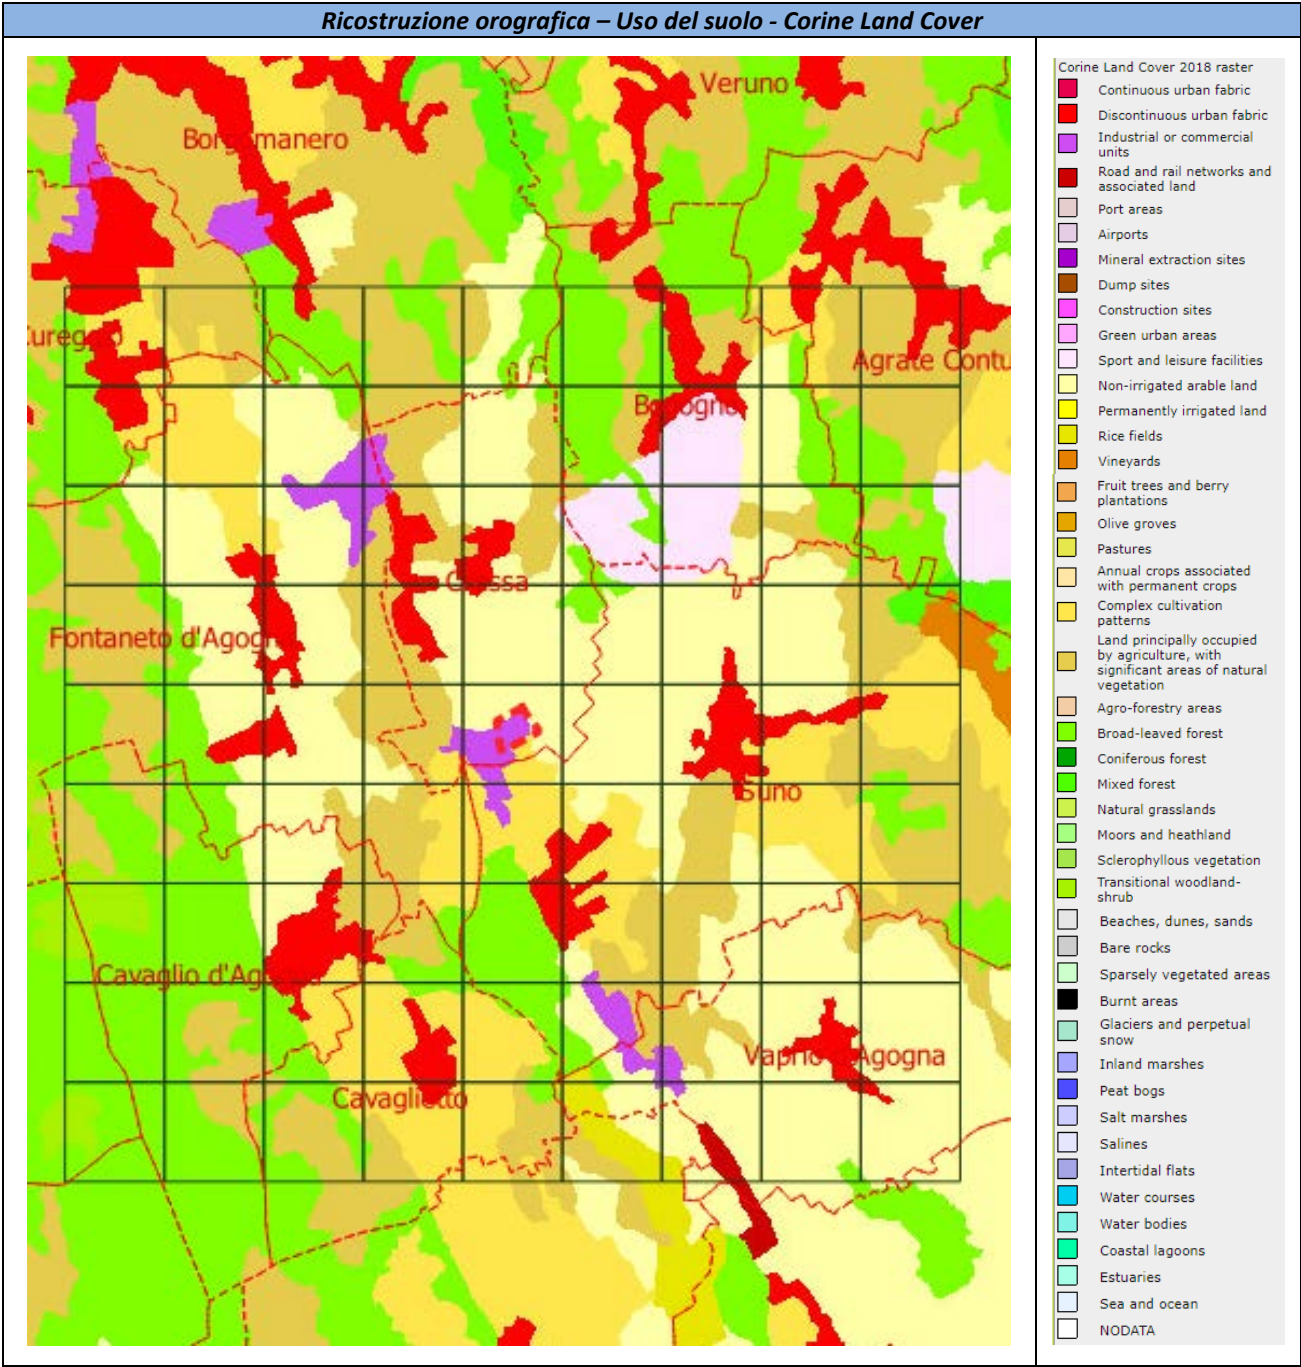 Ricostruzione orografica – Uso del suolo - Corine Land Cover
Veruno
Borgomanero
Agrate Contu
Fontaneto d'Agogn
Suno
Cavaglio d'Ag
Vaprio Agogna
Cavaglietto
Corine Land Cover 2018 raster
Continuous urban fabric
Discontinuous urban fabric
Industrial or commercial
units
Road and rail networks and
associated land
Port areas
Airports
Mineral extraction sites
Dump sites
Construction sites
Green urban areas
Sport and leisure facilities
Non-irrigated arable land
Permanently irrigated land
Rice fields
Vineyards
Fruit trees and berry
plantations
Olive groves
Pastures
Annual crops associated
with permanent crops
Complex cultivation
patterns
Land principally occupied
by agriculture, with
significant areas of natural
vegetation
Agro-forestry areas
Broad-leaved forest
Coniferous forest
Mixed forest
Natural grasslands
Moors and heathland
Sclerophyllous vegetation
Transitional woodland-
shrub
Beaches, dunes, sands
Bare rocks
Sparsely vegetated areas
Burnt areas
Glaciers and perpetual
snow
Inland marshes
Peat bogs
Salt marshes
Salines
Intertidal flats
Water courses
Water bodies
Coastal lagoons
Estuaries
Sea and ocean
NODATA